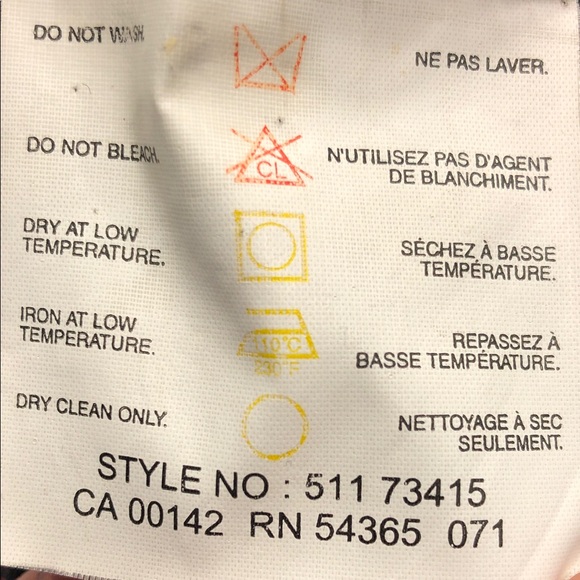 DO NOT WASH
NE PAS LAVER.
DO NOT BLEACH.
CL
N'UTILISEZ PAS D'AGENT
DE BLANCHIMENT.
DRY AT LOW
TEMPERATURE.
SÉCHEZ À BASSE
TEMPÉRATURE.
IRON AT LOW
TEMPERATURE.
110°C
230°F
REPASSEZ À
BASSE TEMPÉRATURE.
DRY CLEAN ONLY.
NETTOYAGE À SEC
SEULEMENT.
STYLE NO : 511 73415
CA 00142 RN 54365 071